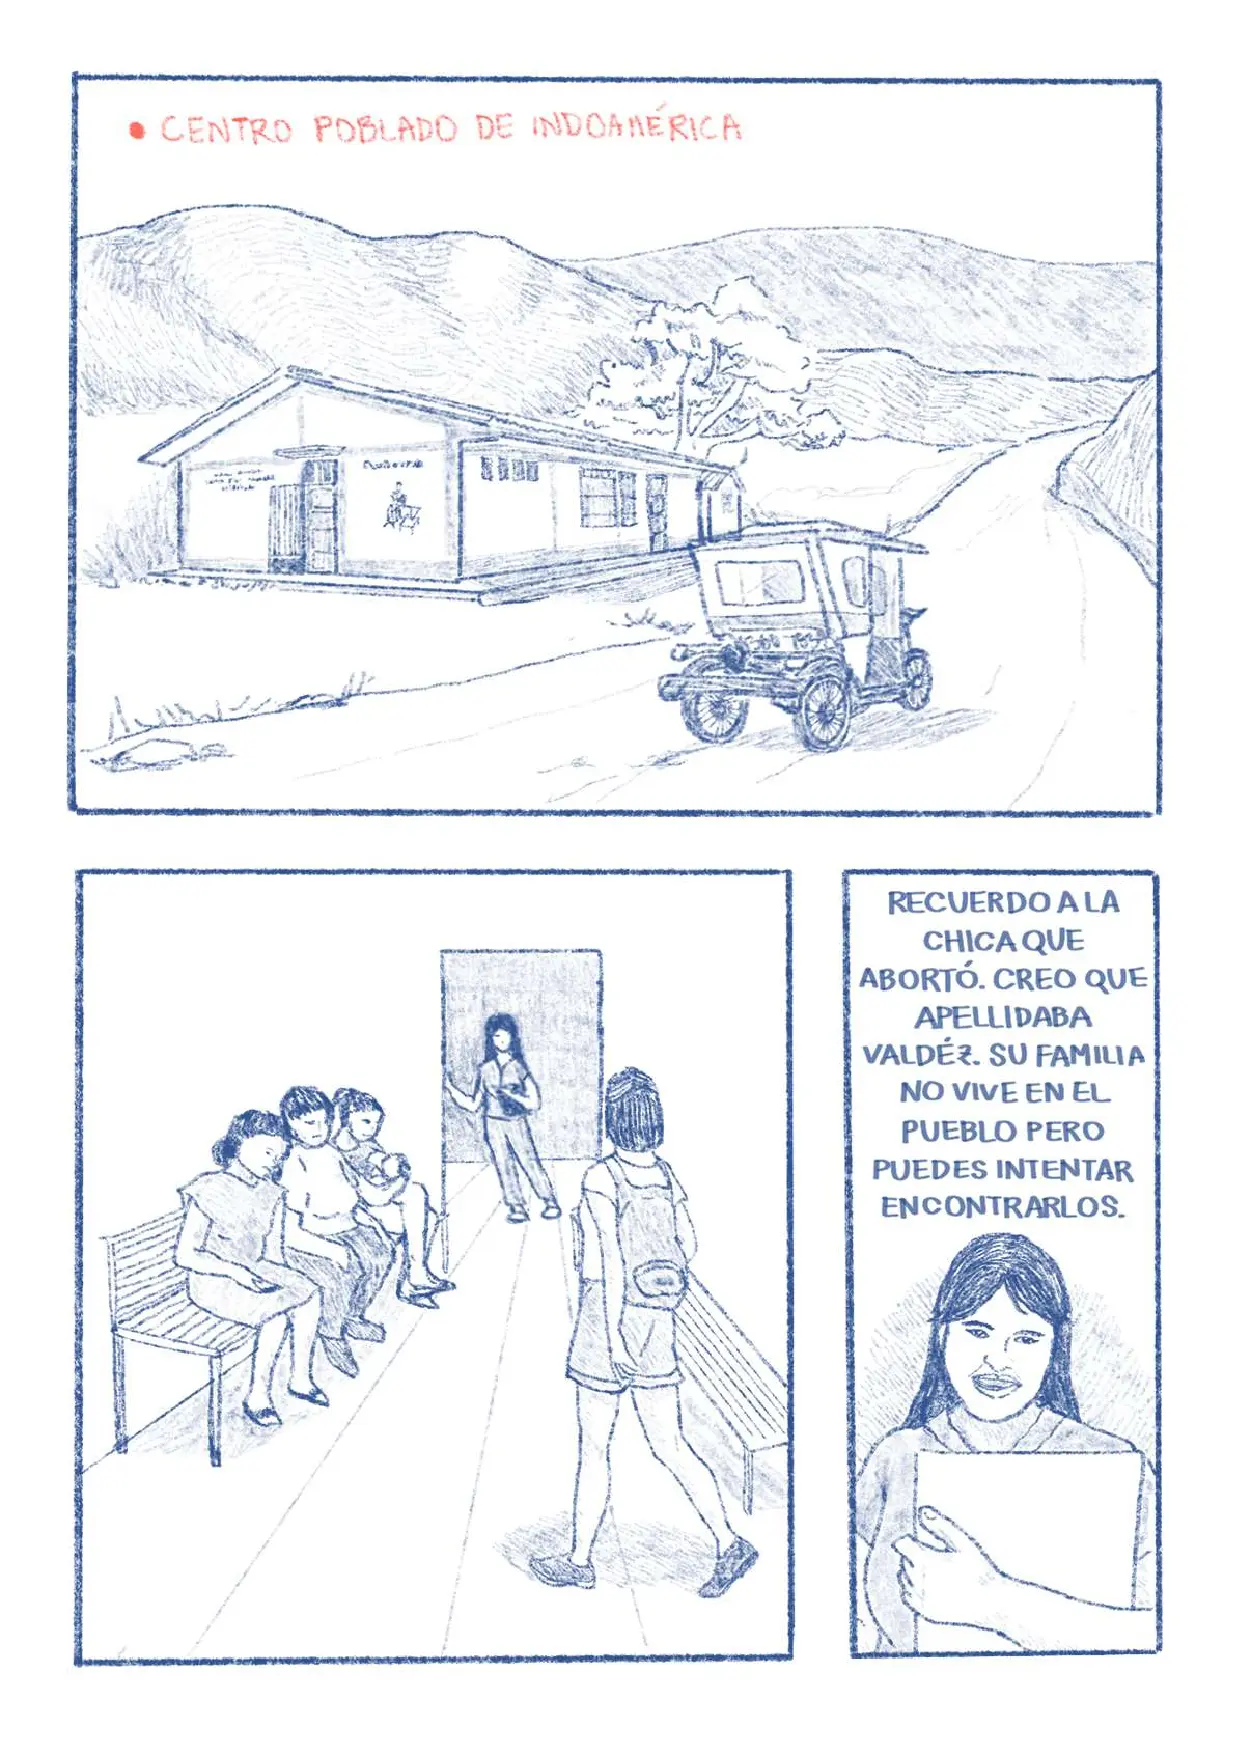 • CENTRO POBLADO DE INDOAMÉRICA
RECUERDO A LA
CHICA QUE
ABORTÓ. CREO QUE
APELLIDABA
VALDÉZ. SU FAMILIA
NO VIVE EN EL
PUEBLO PERO
PUEDES INTENTAR
ENCONTRARLOS.